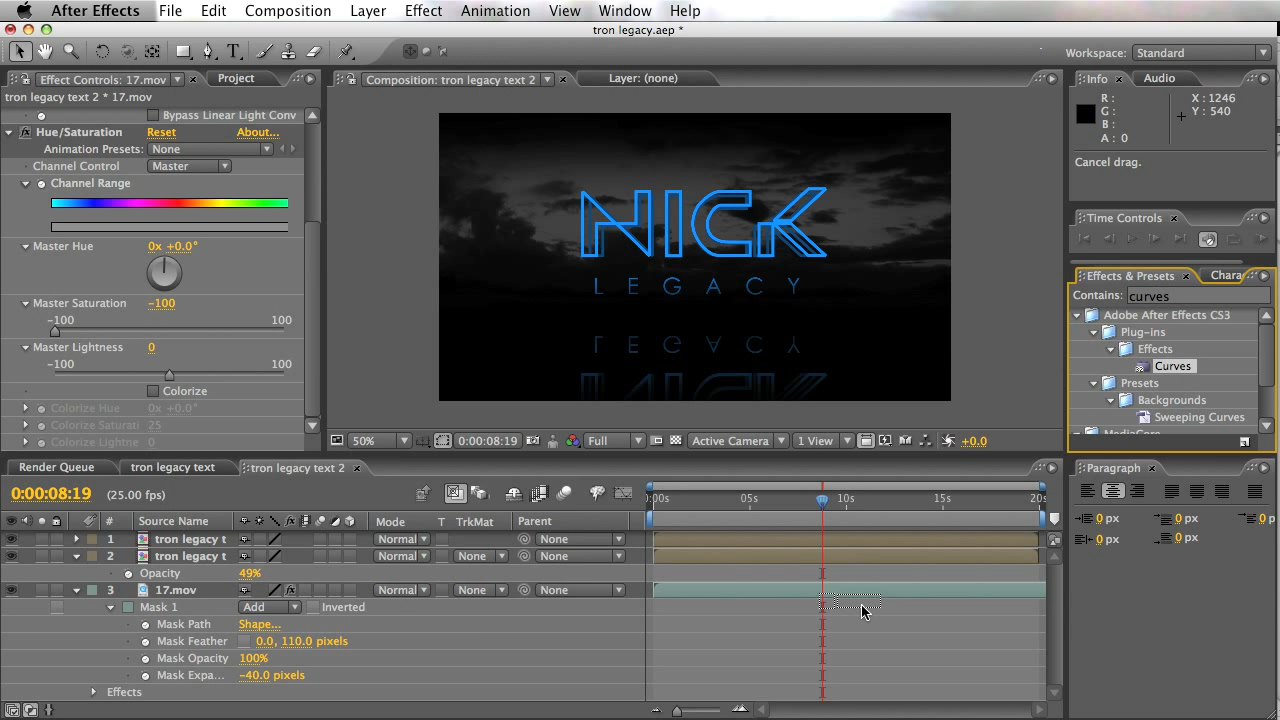 After Effects File Edit Composition Layer Effect Animation View Window Help
tron legacy.aep *
Workspace: Standard
Effect Controls: 17.mov Project
tron legacy text 2 * 17.mov
Bypass Linear Light Conv
Hue/Saturation Reset About...
Animation Presets: None
Channel Control Master
Channel Range
Master Hue 0x +0.0°
Master Saturation -100
-100 100
Master Lightness 0
-100 100
Colorize
Colorize Hue 0x +0.0°
Colorize Saturati 25
Colorize Lightne 0
Composition: tron legacy text 2 Layer: (none)
NICK
LEGACY
LEGACY
NICK
50% 0:00:08:19 Full Active Camera 1 View +0.0
Info Audio
R : X : 1246
G : Y : 540
B :
A : 0
Cancel drag.
Time Controls
Effects & Presets Chara
Contains: curves
Adobe After Effects CS3
Plug-ins
Effects
Curves
Presets
Backgrounds
Sweeping Curves
Render Queue tron legacy text tron legacy text 2
0:00:08:19 (25.00 fps)
:00s 05s 10s 15s 20s
# Source Name Mode T TrkMat Parent
1 tron legacy t Normal None
2 tron legacy t Normal None None
Opacity 49%
3 17.mov Normal None None
Mask 1 Add Inverted
Mask Path Shape...
Mask Feather 0.0, 110.0 pixels
Mask Opacity 100%
Mask Expa... -40.0 pixels
Effects
Paragraph
0 px 0 px 0 p
0 px 0 px